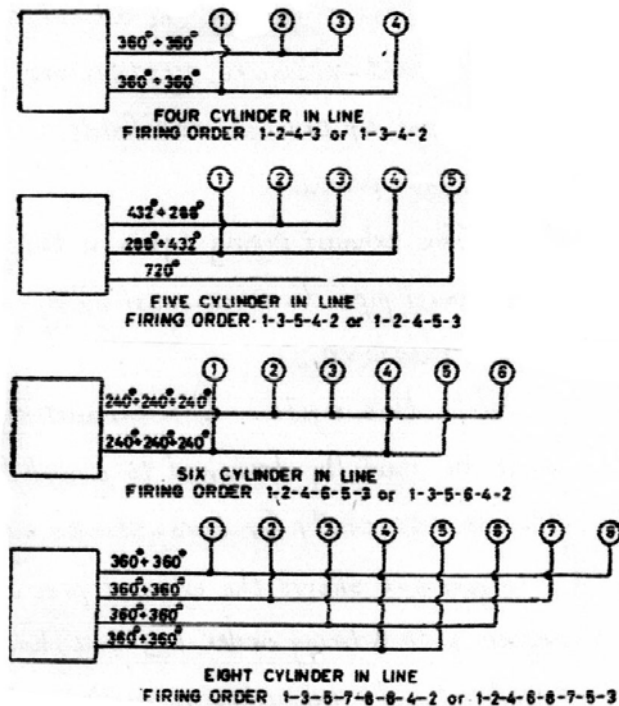 1 2 3 4
360°+360°
360°+360°
FOUR CYLINDER IN LINE
FIRING ORDER 1-2-4-3 or 1-3-4-2
1 2 3 4 5
432°+288°
288°+432°
720°
FIVE CYLINDER IN LINE
FIRING ORDER 1-3-5-4-2 or 1-2-4-5-3
1 2 3 4 5 6
240°+240°+240°
240°+240°+240°
SIX CYLINDER IN LINE
FIRING ORDER 1-2-4-6-5-3 or 1-3-5-6-4-2
1 2 3 4 5 6 7 8
360°+360°
360°+360°
360°+360°
360°+360°
EIGHT CYLINDER IN LINE
FIRING ORDER 1-3-5-7-8-6-4-2 or 1-2-4-6-8-7-5-3